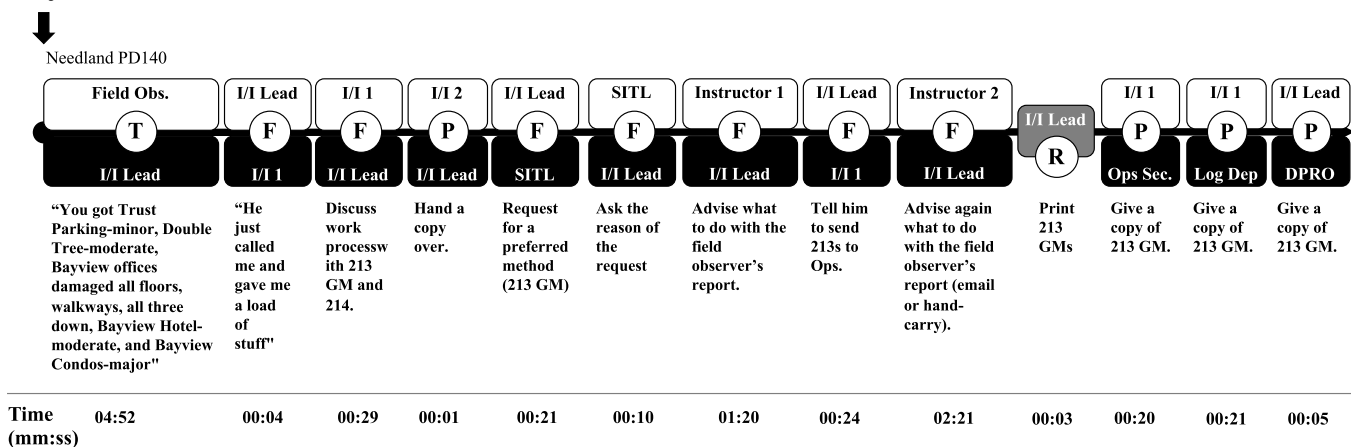 Needland PD140
Field Obs.
T
I/I Lead
“You got Trust
Parking-minor, Double
Tree-moderate,
Bayview offices
damaged all floors,
walkways, all three
down, Bayview Hotel-
moderate, and Bayview
Condos-major"
I/I Lead
F
I/I 1
“He
just
called
me and
gave me
a load
of
stuff"
I/I 1
F
I/I Lead
Discuss
work
processw
ith 213
GM and
214.
I/I 2
P
I/I Lead
Hand a
copy
over.
I/I Lead
F
SITL
Request
for a
preferred
method
(213 GM)
SITL
F
I/I Lead
Ask the
reason of
the
request
Instructor 1
F
I/I Lead
Advise what
to do with the
field
observer’s
report.
I/I Lead
F
I/I 1
Tell him
to send
213s to
Ops.
Instructor 2
F
I/I Lead
Advise again
what to do
with the field
observer’s
report (email
or hand-
carry).
I/I Lead
R
Print
213
GMs
I/I 1
P
Ops Sec.
Give a
copy of
213 GM.
I/I 1
P
Log Dep
Give a
copy of
213 GM.
I/I Lead
P
DPRO
Give a
copy of
213 GM.
Time
(mm:ss)
04:52 00:04 00:29 00:01 00:21 00:10 01:20 00:24 02:21 00:03 00:20 00:21 00:05